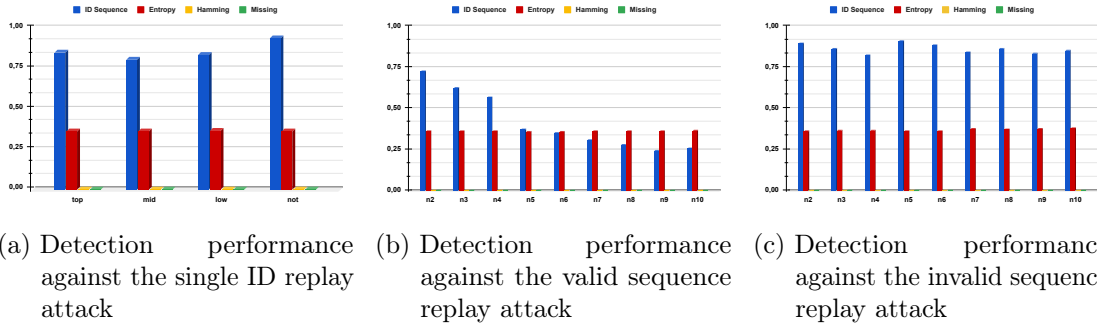 ID Sequence Entropy Hamming Missing
1,00
0,75
0,50
0,25
0,00
top mid low not
ID Sequence Entropy Hamming Missing
1,00
0,75
0,50
0,25
0,00
n2 n3 n4 n5 n6 n7 n8 n9 n10
ID Sequence Entropy Hamming Missing
1,00
0,75
0,50
0,25
0,00
n2 n3 n4 n5 n6 n7 n8 n9 n10
a) Detection performance
against the single ID replay
attack
(b) Detection performance
against the valid sequence
replay attack
(c) Detection performanc
against the invalid sequenc
replay attack